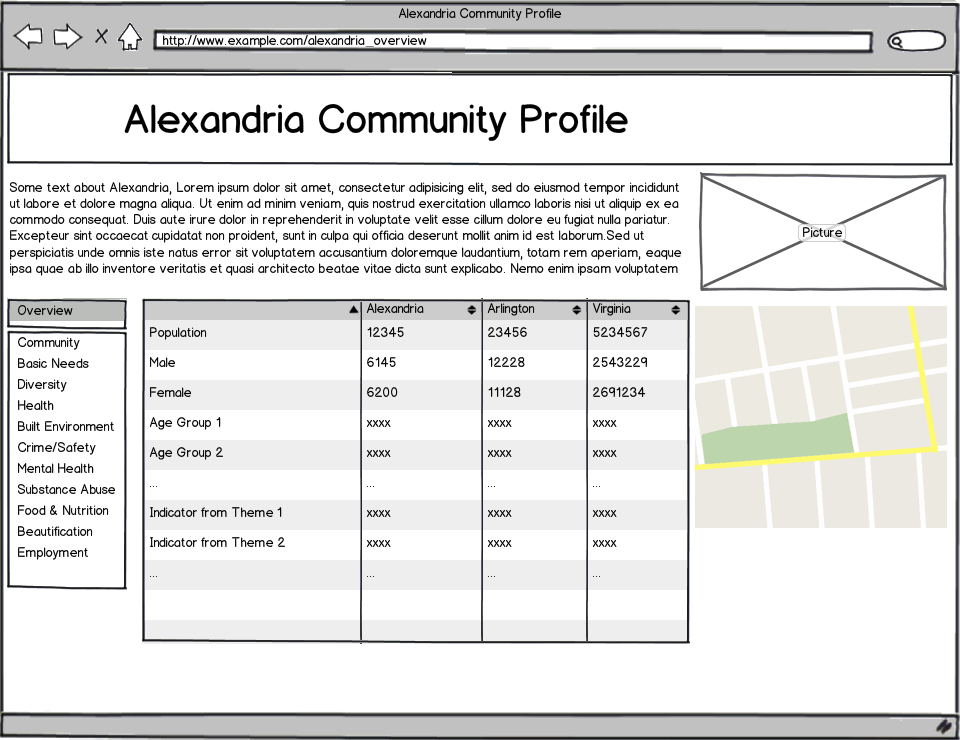 Alexandria Community Profile
http://www.example.com/alexandria_overview
Alexandria Community Profile
Some text about Alexandria, Lorem ipsum dolor sit amet, consectetur adipisicing elit, sed do eiusmod tempor incididunt
ut labore et dolore magna aliqua. Ut enim ad minim veniam, quis nostrud exercitation ullamco laboris nisi ut aliquip ex ea
commodo consequat. Duis aute irure dolor in reprehenderit in voluptate velit esse cillum dolore eu fugiat nulla pariatur.
Excepteur sint occaecat cupidatat non proident, sunt in culpa qui officia deserunt mollit anim id est laborum.Sed ut
perspiciatis unde omnis iste natus error sit voluptatem accusantium doloremque laudantium, totam rem aperiam, eaque
ipsa quae ab illo inventore veritatis et quasi architecto beatae vitae dicta sunt explicabo. Nemo enim ipsam voluptatem
Picture
Overview
Community
Basic Needs
Diversity
Health
Built Environment
Crime/Safety
Mental Health
Substance Abuse
Food & Nutrition
Beautification
Employment
Alexandria Arlington Virginia
Population 12345 23456 5234567
Male 6145 12228 2543229
Female 6200 11128 2691234
Age Group 1 xxxx xxxx xxxx
Age Group 2 xxxx xxxx xxxx
... ... ... ...
Indicator from Theme 1 xxxx xxxx xxxx
Indicator from Theme 2 xxxx xxxx xxxx
... ... ... ...